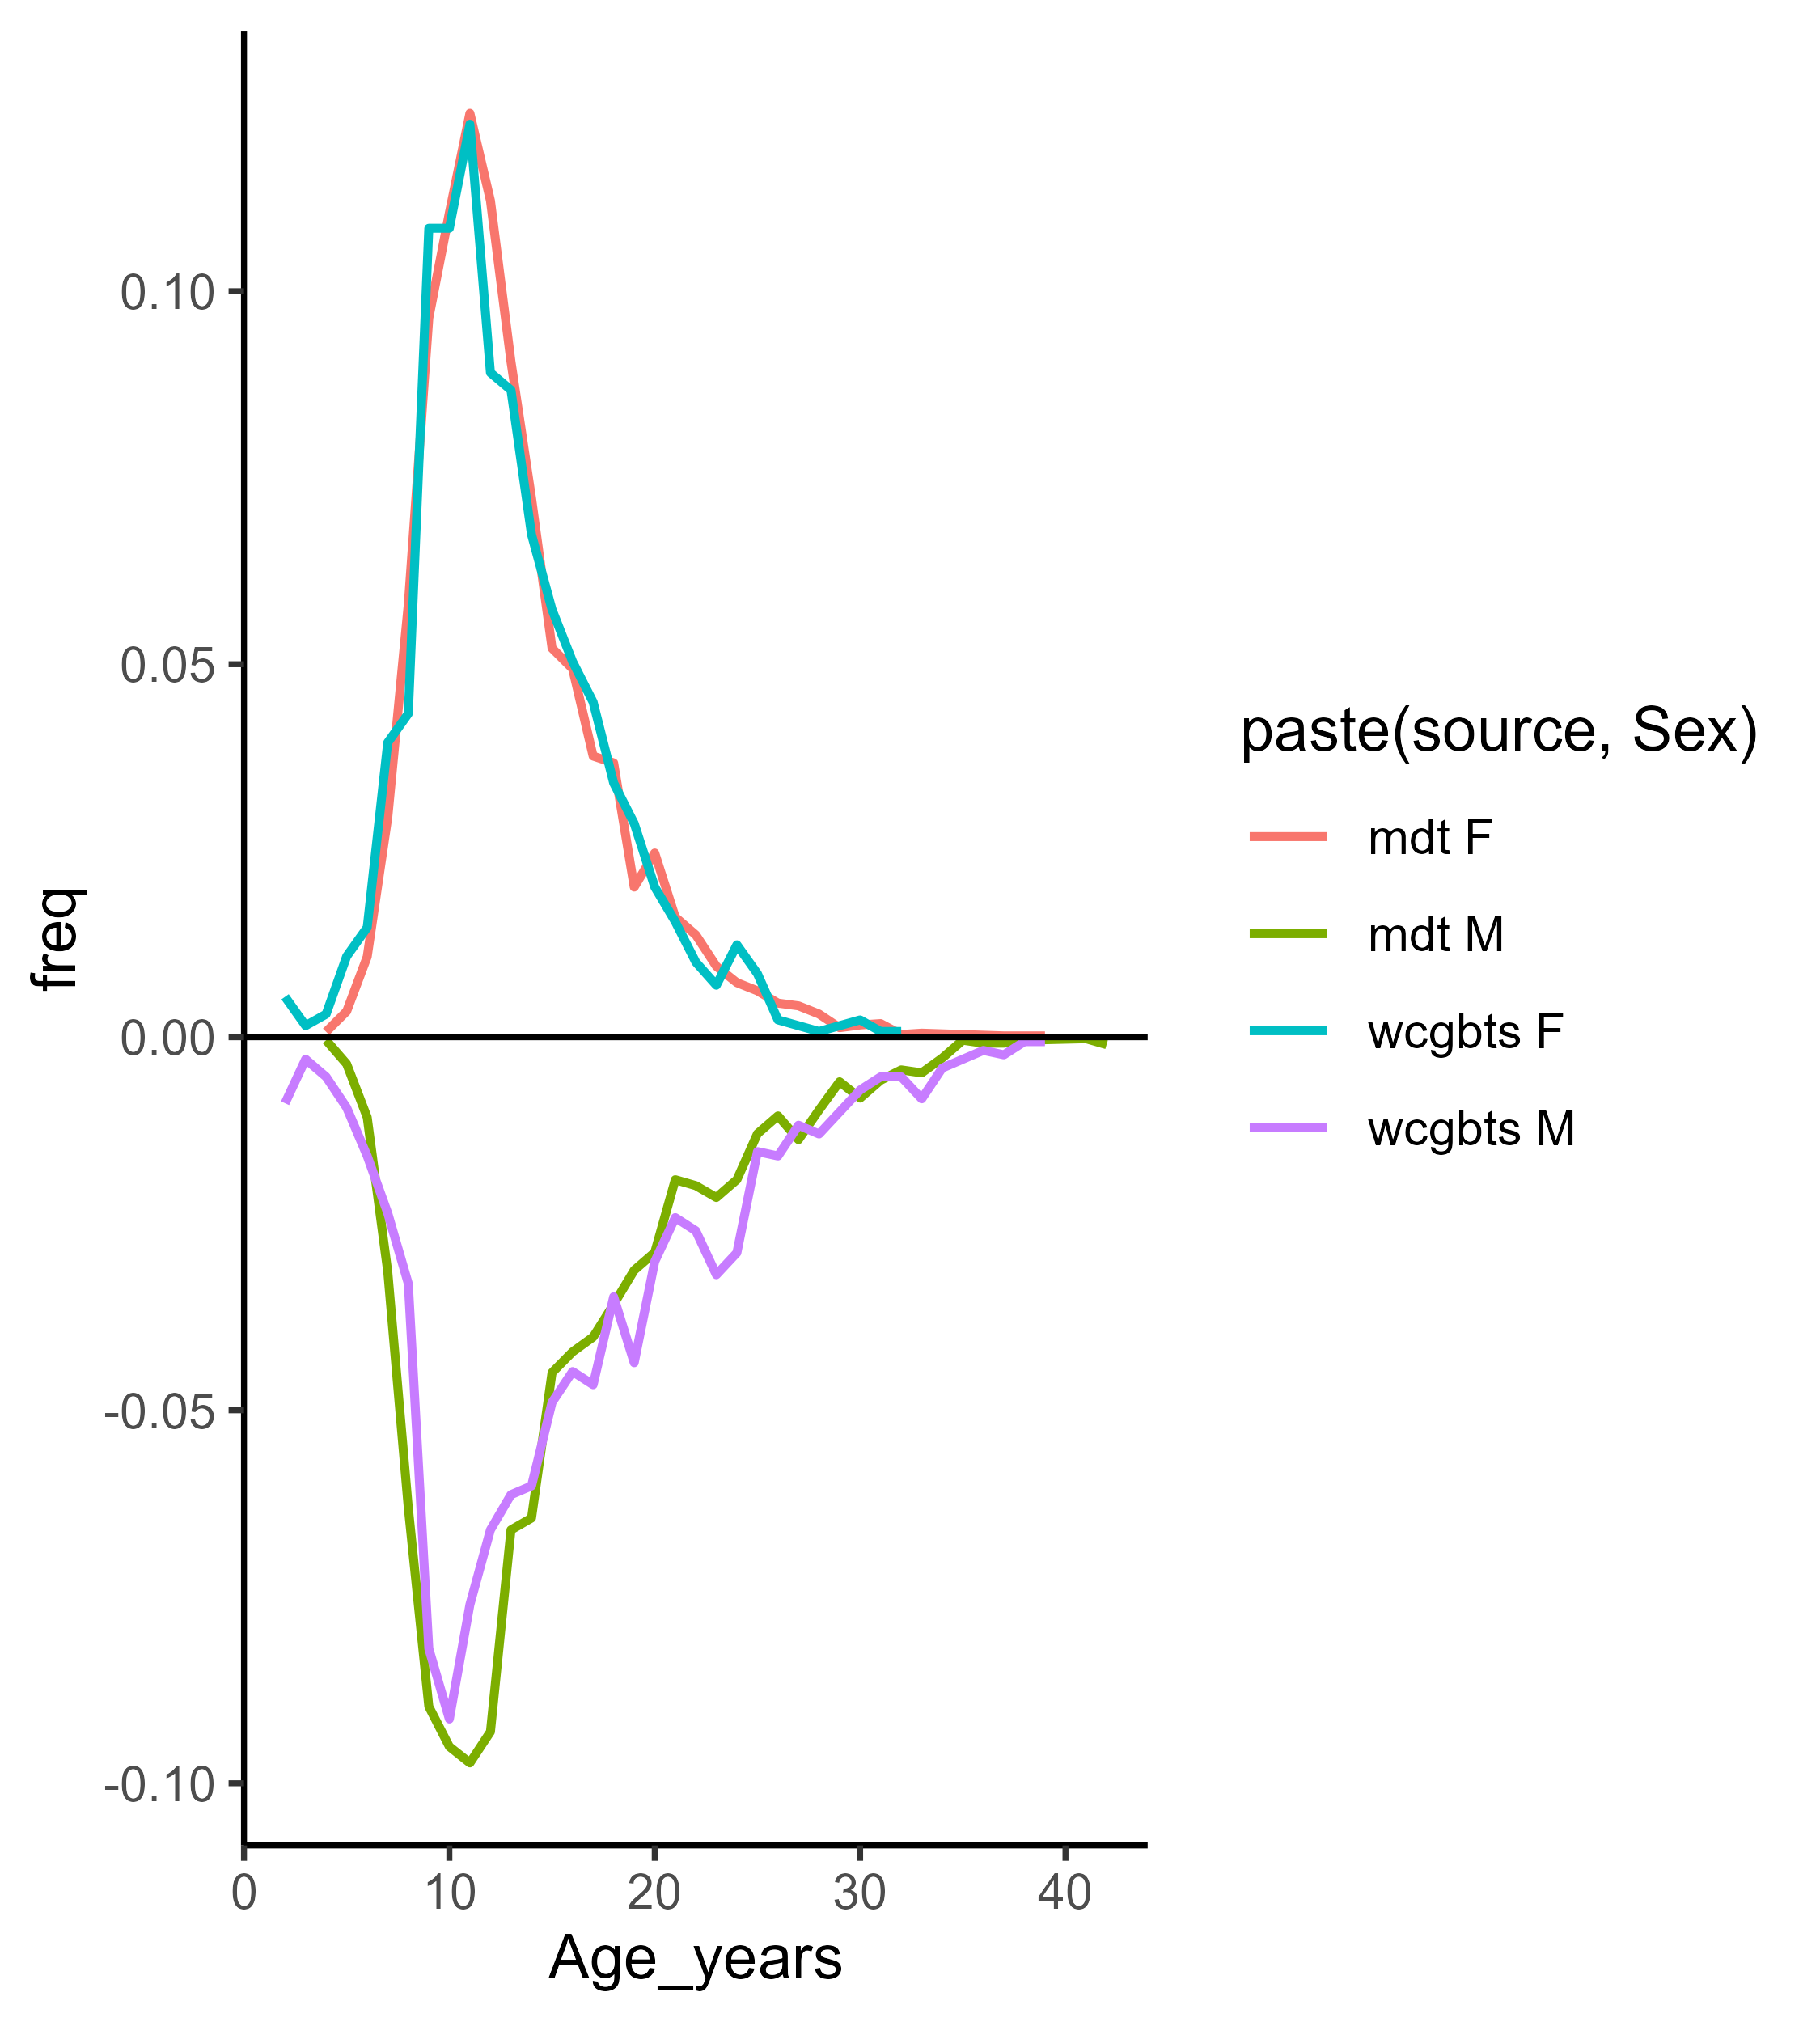 freq
0.10
0.05
0.00
-0.05
-0.10
0
10
20
30
40
Age_years
paste(source, Sex)
mdt F
mdt M
wcgbts F
wcgbts M